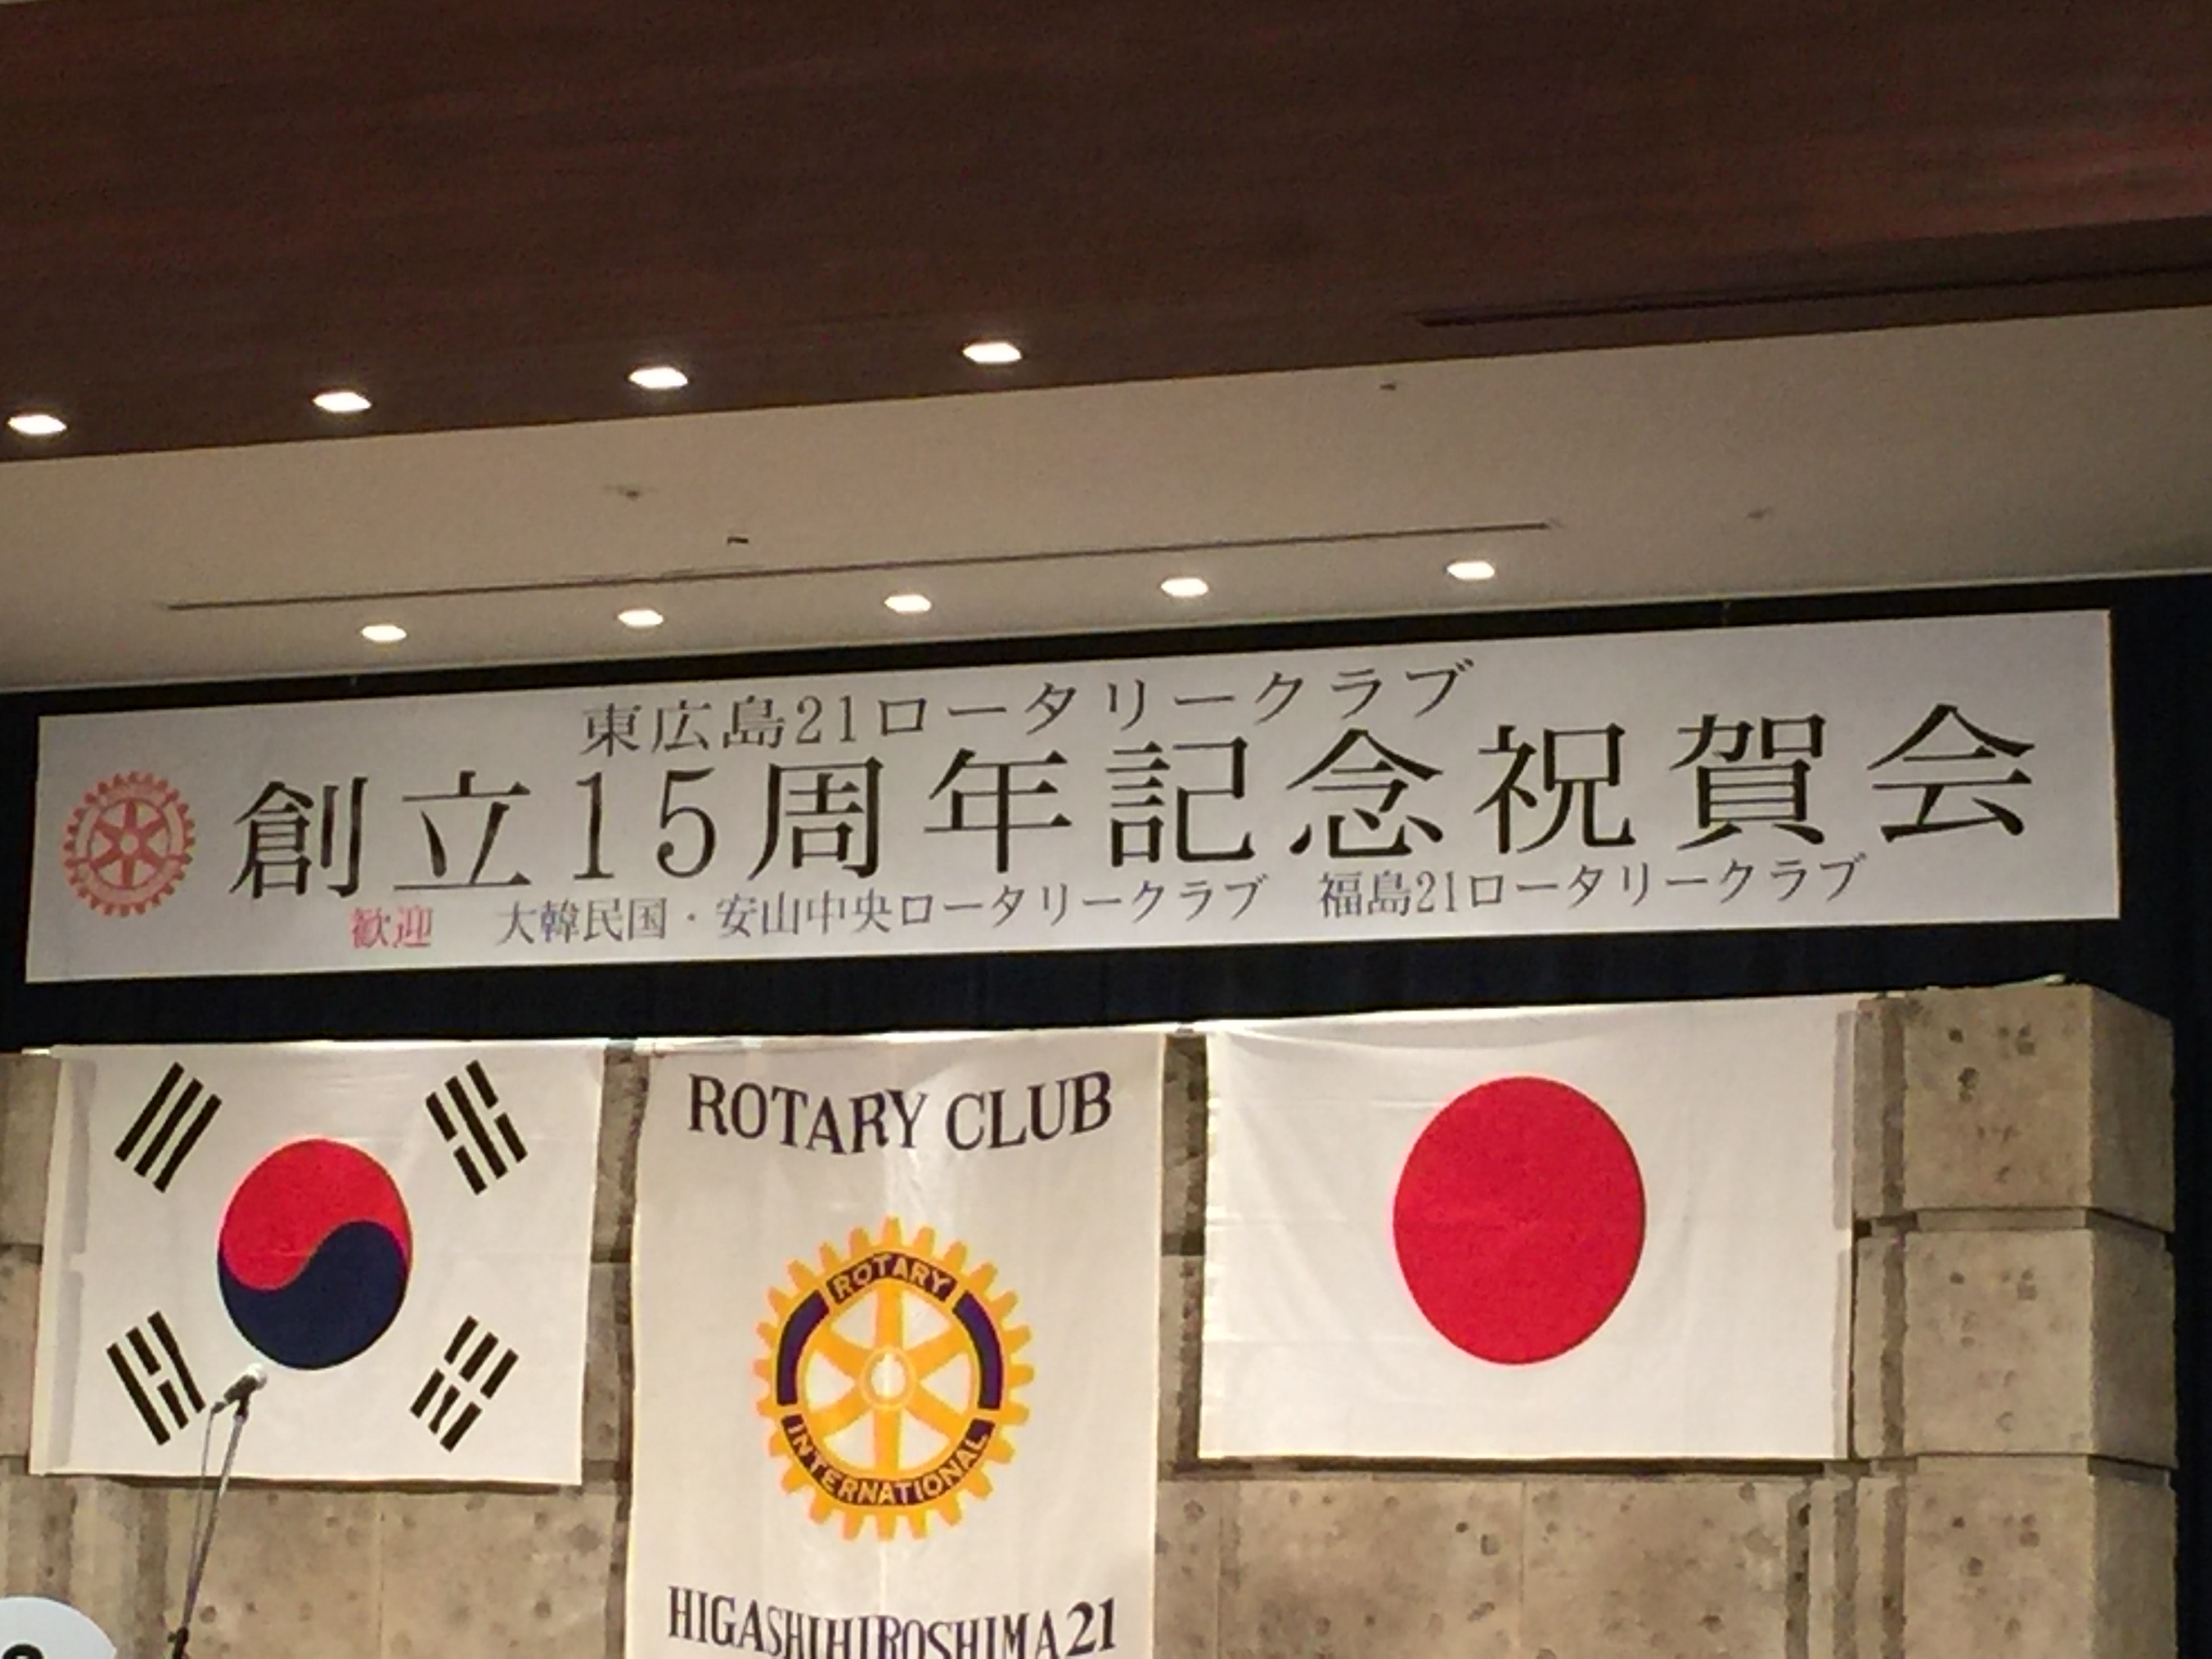 東広島21ロータリークラブ
創立15周年記念祝賀会
歓迎 大韓民国・安山中央ロータリークラブ 福島21ロータリークラブ
ROTARY CLUB
ROTARY
INTERNATIONAL
HIGASHIHIROSHIMA21